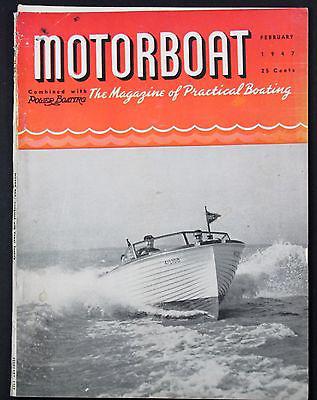 MOTORBOAT
FEBRUARY
1947
25 Cents
Combined with
POWER BOATING
The Magazine of Practical Boating